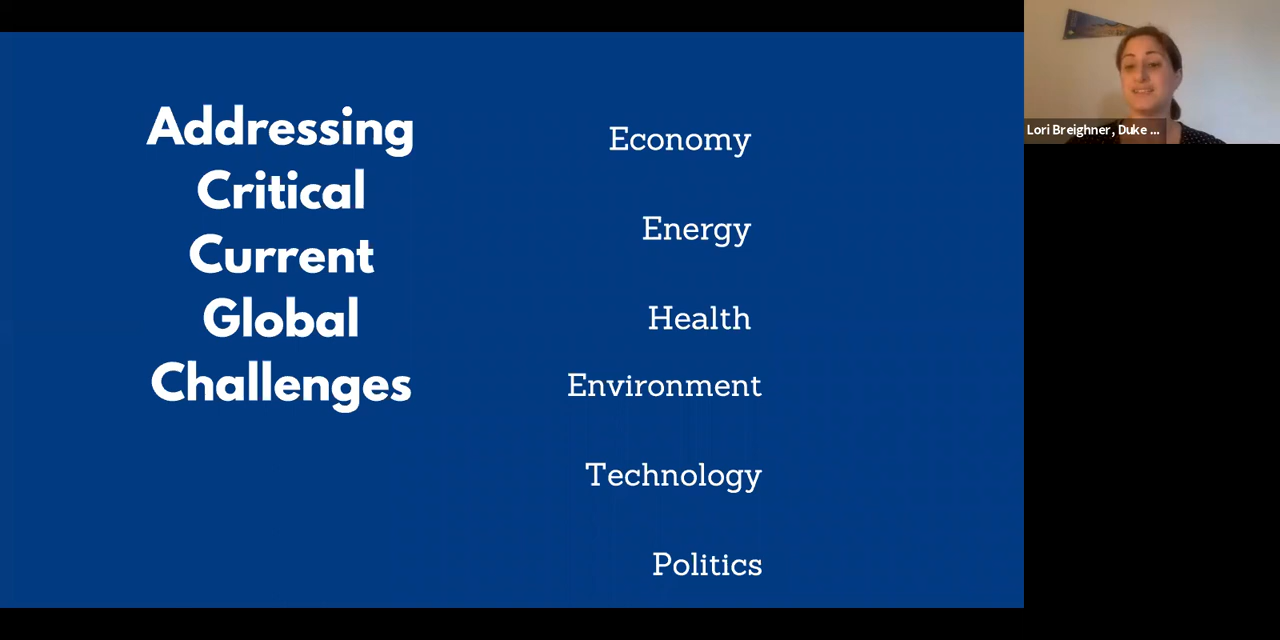 Addressing
Critical
Current
Global
Challenges
Economy
Energy
Health
Environment
Technology
Politics
Lori Breighner, Duke ...